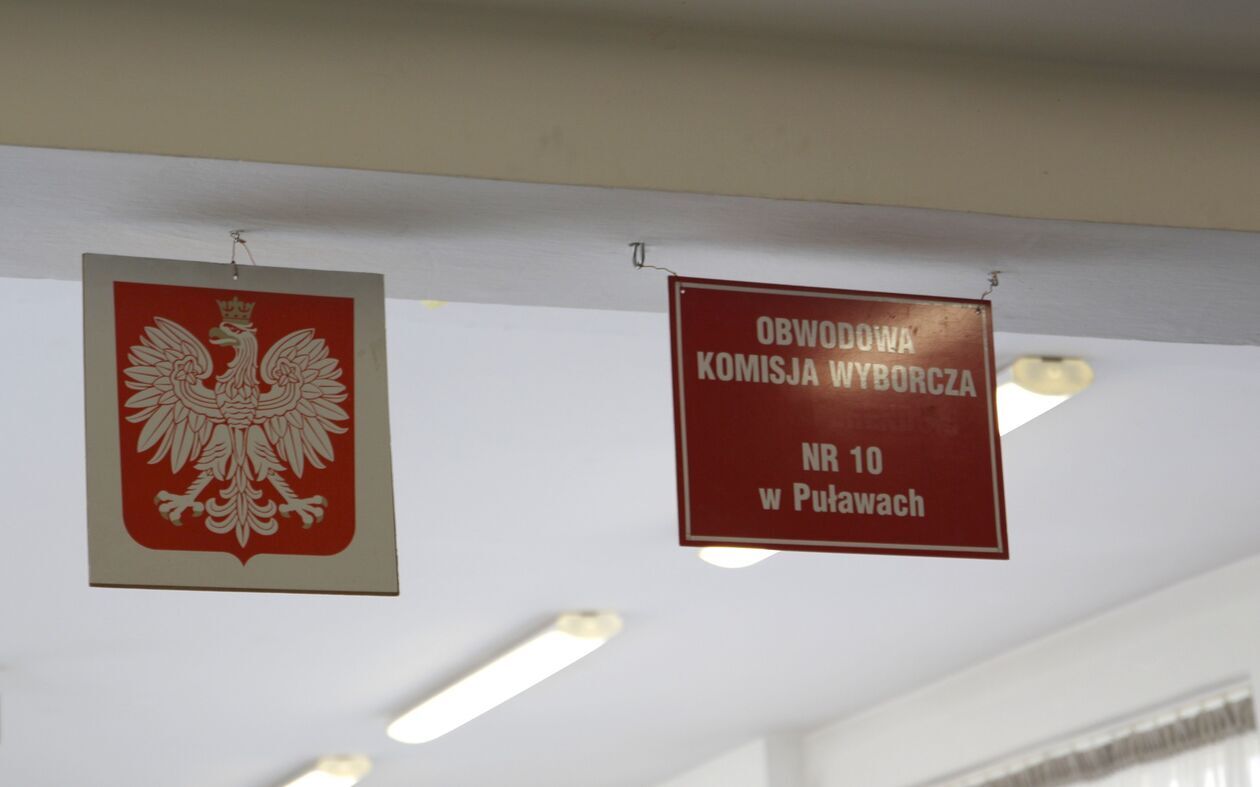 OBWODOWA
KOMISJA WYBORCZA
NR 10
w Puławach